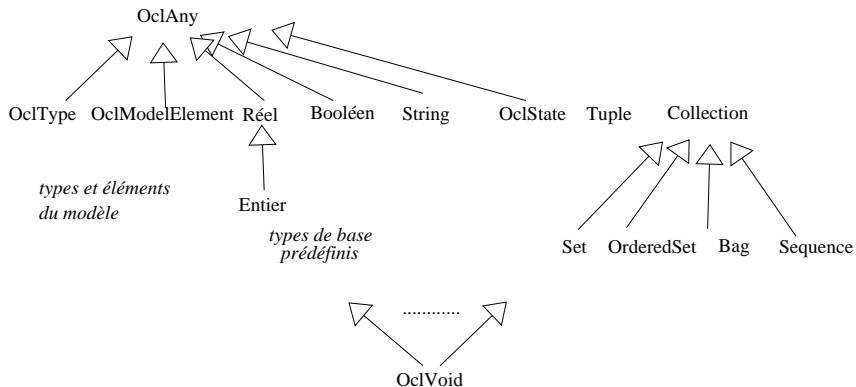 OclAny
OclType OclModelElement Réel Booléen String OclState Tuple Collection
types et éléments
du modèle
Entier
types de base
prédéfinis
Set OrderedSet Bag Sequence
............
OclVoid